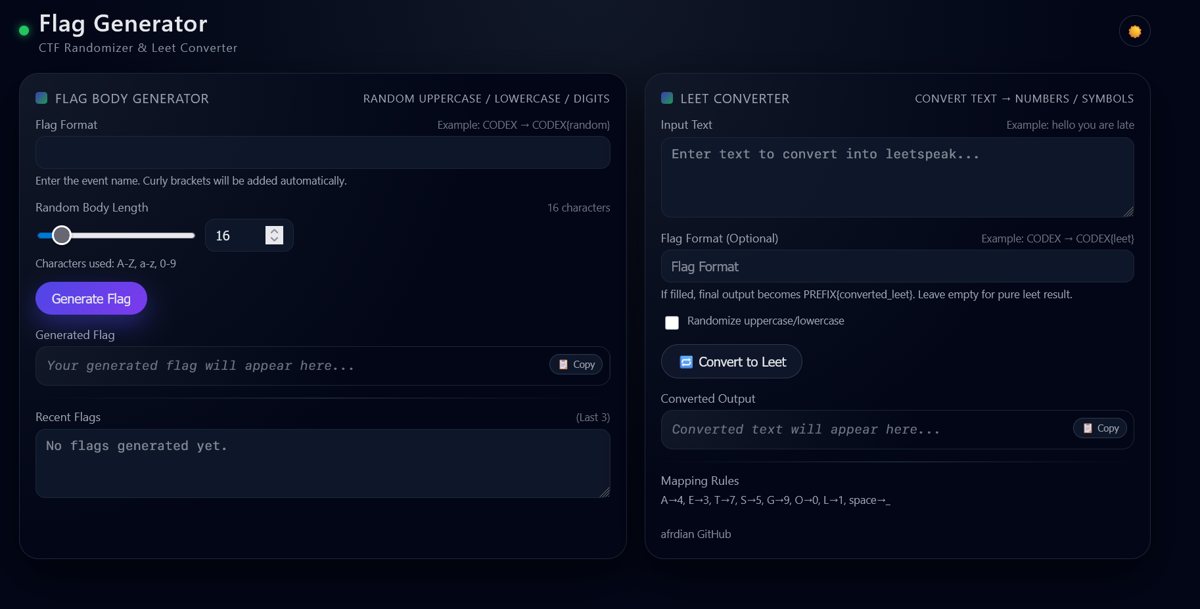 Flag Generator
CTF Randomizer & Leet Converter
FLAG BODY GENERATOR
RANDOM UPPERCASE / LOWERCASE / DIGITS
Flag Format
Example: CODEX → CODEX{random}
Enter the event name. Curly brackets will be added automatically.
Random Body Length
16 characters
16
Characters used: A-Z, a-z, 0-9
Generate Flag
Generated Flag
Your generated flag will appear here...
Copy
Recent Flags
(Last 3)
No flags generated yet.
LEET CONVERTER
CONVERT TEXT → NUMBERS / SYMBOLS
Input Text
Example: hello you are late
Enter text to convert into leetspeak...
Flag Format (Optional)
Example: CODEX → CODEX{leet}
Flag Format
If filled, final output becomes PREFIX{converted_leet}. Leave empty for pure leet result.
Randomize uppercase/lowercase
Convert to Leet
Converted Output
Converted text will appear here...
Copy
Mapping Rules
A→4, E→3, T→7, S→5, G→9, O→0, L→1, space→_
afrdian GitHub